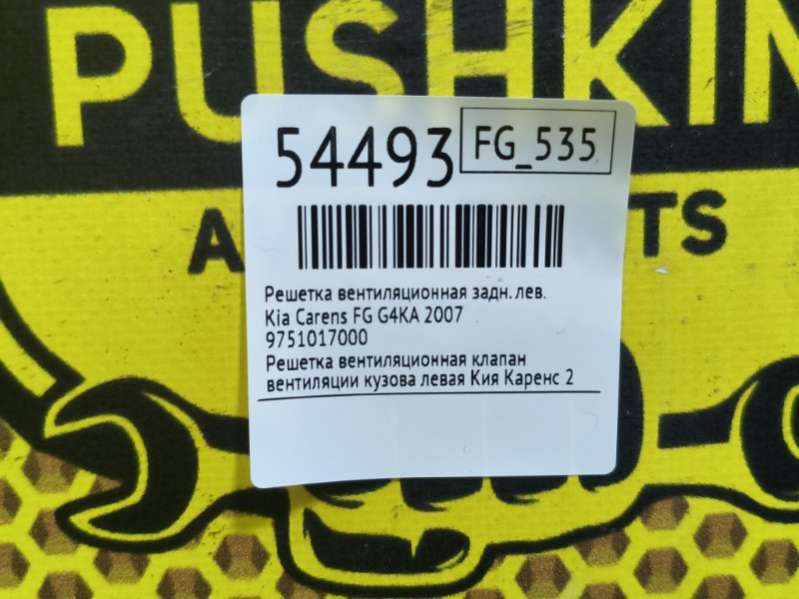 PUSHKIN
54493
FG_535
TS
Решетка вентиляционная задн. лев.
Kia Carens FG G4KA 2007
9751017000
Решетка вентиляционная клапан
вентиляции кузова левая Кия Каренс 2